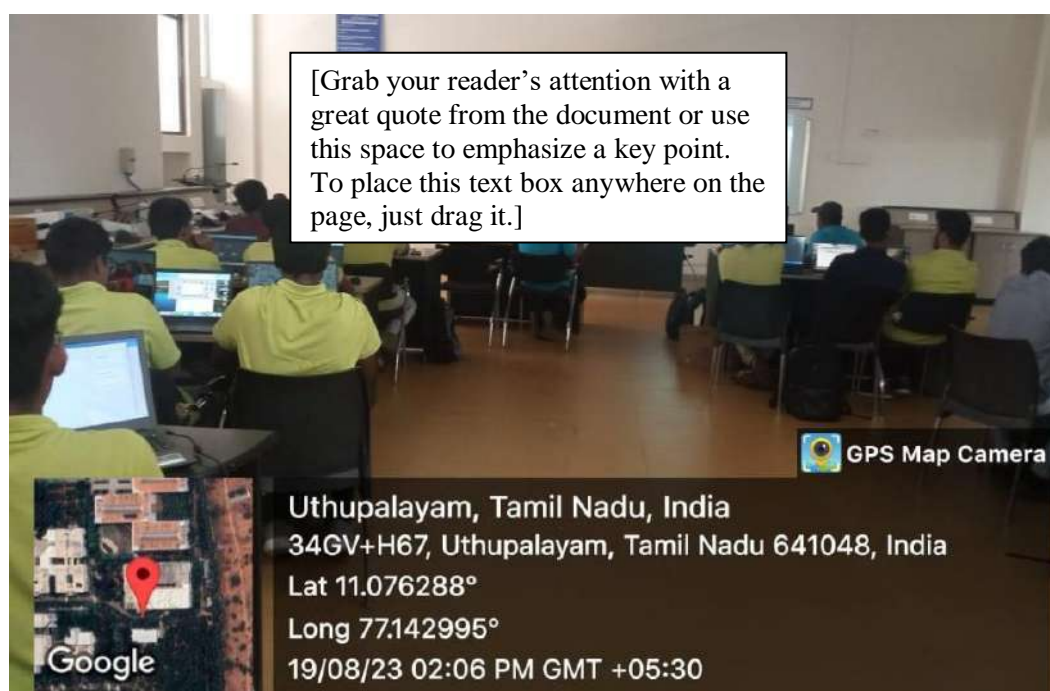 [Grab your reader’s attention with a
great quote from the document or use
this space to emphasize a key point.
To place this text box anywhere on the
page, just drag it.]
GPS Map Camera
Uthupalayam, Tamil Nadu, India
34GV+H67, Uthupalayam, Tamil Nadu 641048, India
Lat 11.076288°
Long 77.142995°
19/08/23 02:06 PM GMT +05:30
Google